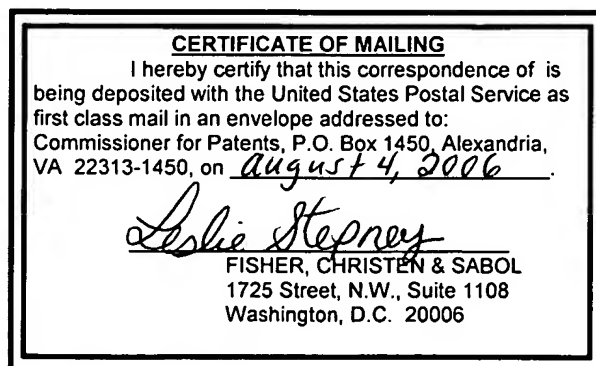 CERTIFICATE OF MAILING
I hereby certify that this correspondence of is
being deposited with the United States Postal Service as
first class mail in an envelope addressed to:
Commissioner for Patents, P.O. Box 1450, Alexandria,
VA 22313-1450, on August 4, 2006.
Leslie Stepney
FISHER, CHRISTEN & SABOL
1725 Street, N.W., Suite 1108
Washington, D.C. 20006